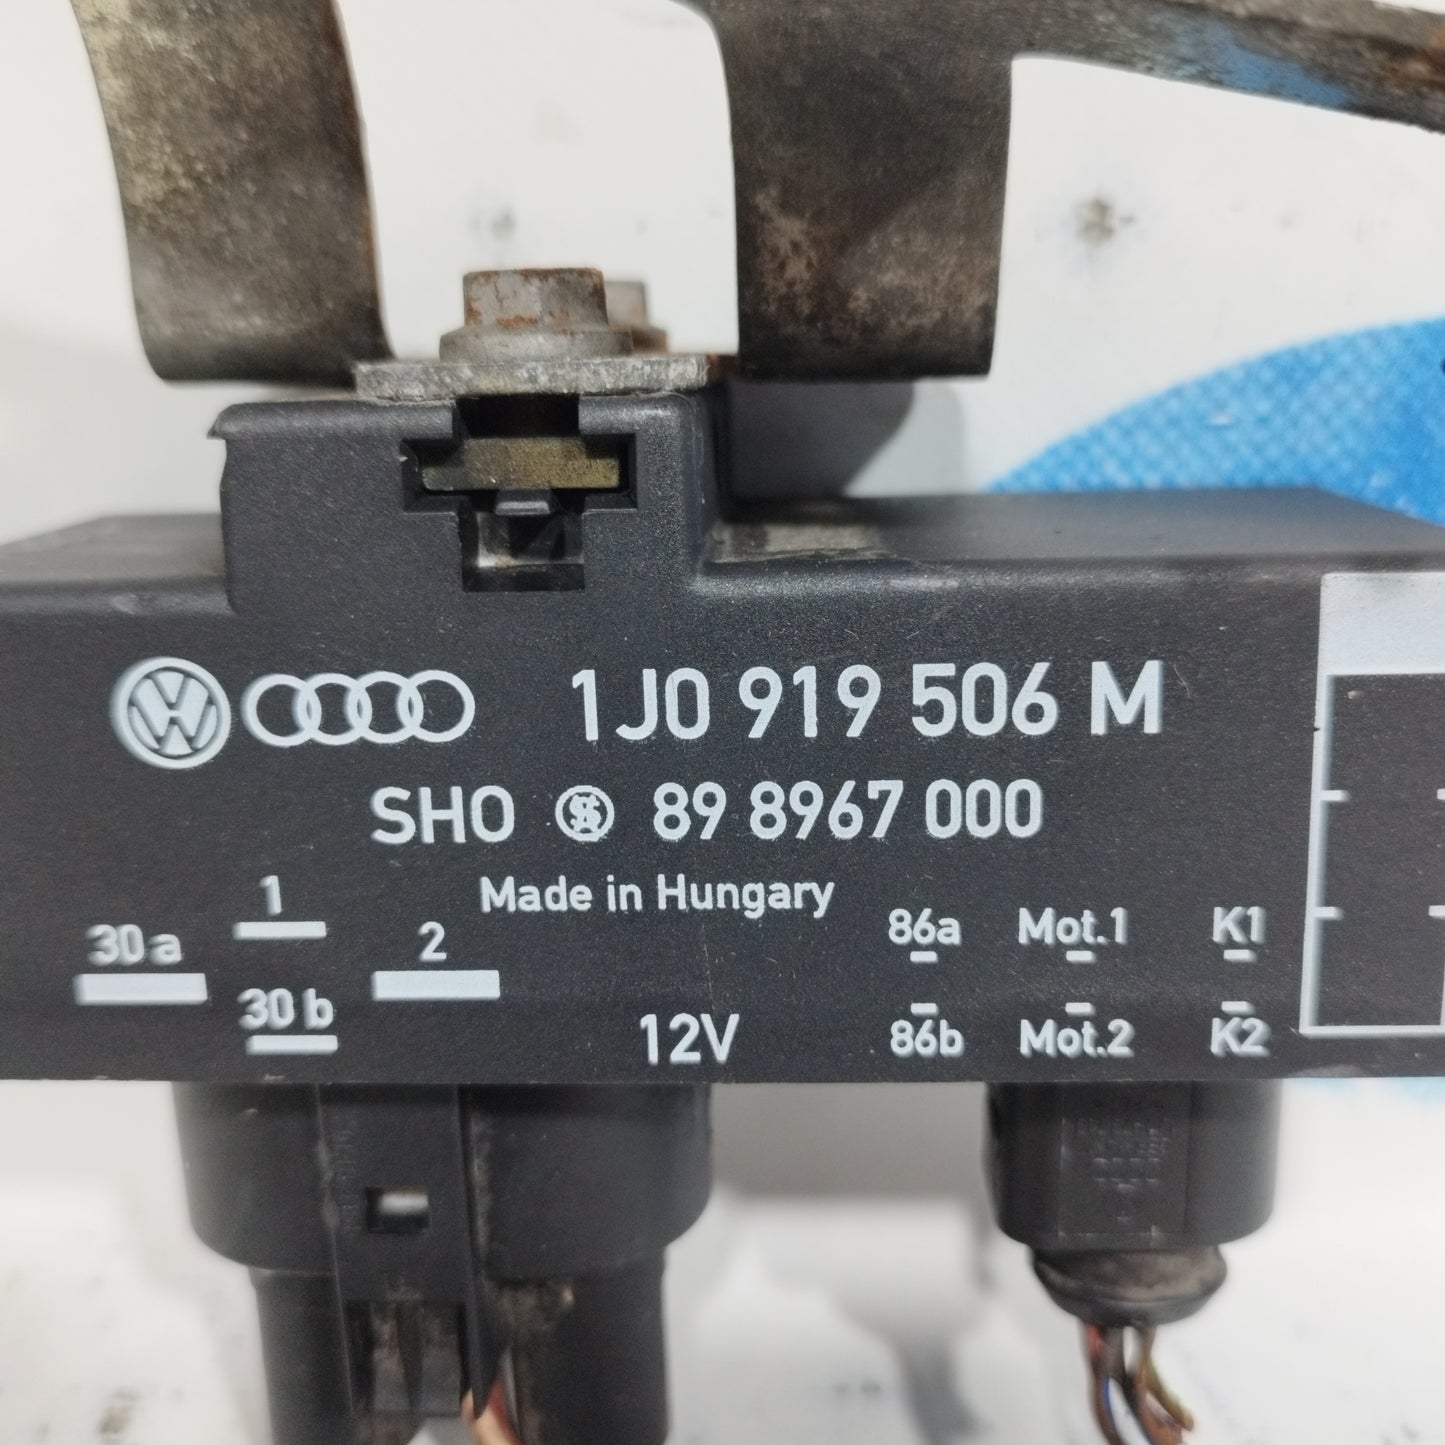 1J0 919 506 M
SHO 89 8967 000
Made in Hungary
1
30 a
2
30 b
12V
86a Mot.1 K1
86b Mot.2 K2